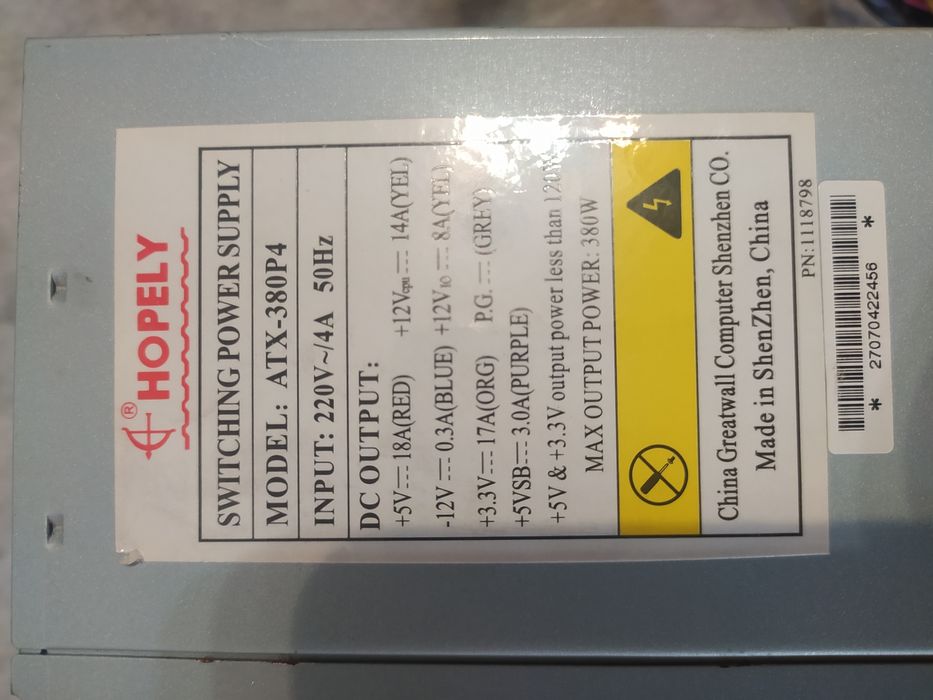 ® HOPELY
SWITCHING POWER SUPPLY
MODEL: ATX-380P4
INPUT: 220V~/4A 50Hz
DC OUTPUT:
+5V⎓18A(RED) +12Vcpu⎓14A(YEL)
-12V⎓0.3A(BLUE) +12VIO⎓8A(YEL)
+3.3V⎓17A(ORG) P.G.⎓(GREY)
+5VSB⎓3.0A(PURPLE)
+5V & +3.3V output power less than 120W
MAX OUTPUT POWER: 380W
China Greatwall Computer Shenzhen CO.
Made in ShenZhen, China
PN:1118798
* 27070422456 *